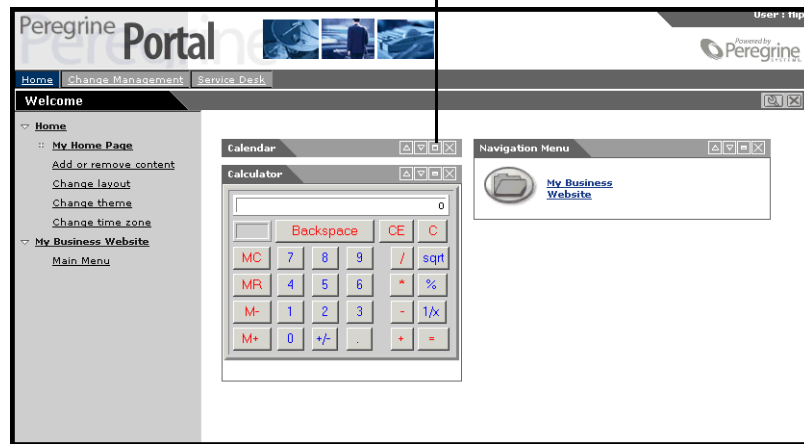 Peregrine Portal
User : flip
Powered by
Peregrine
SYSTEMS
Home Change Management Service Desk
Welcome
Home
My Home Page
Add or remove content
Change layout
Change theme
Change time zone
My Business Website
Main Menu
Calendar
Calculator
0
Backspace CE C
MC 7 8 9 / sqrt
MR 4 5 6 * %
M- 1 2 3 - 1/x
M+ 0 +/- . + =
Navigation Menu
My Business
Website